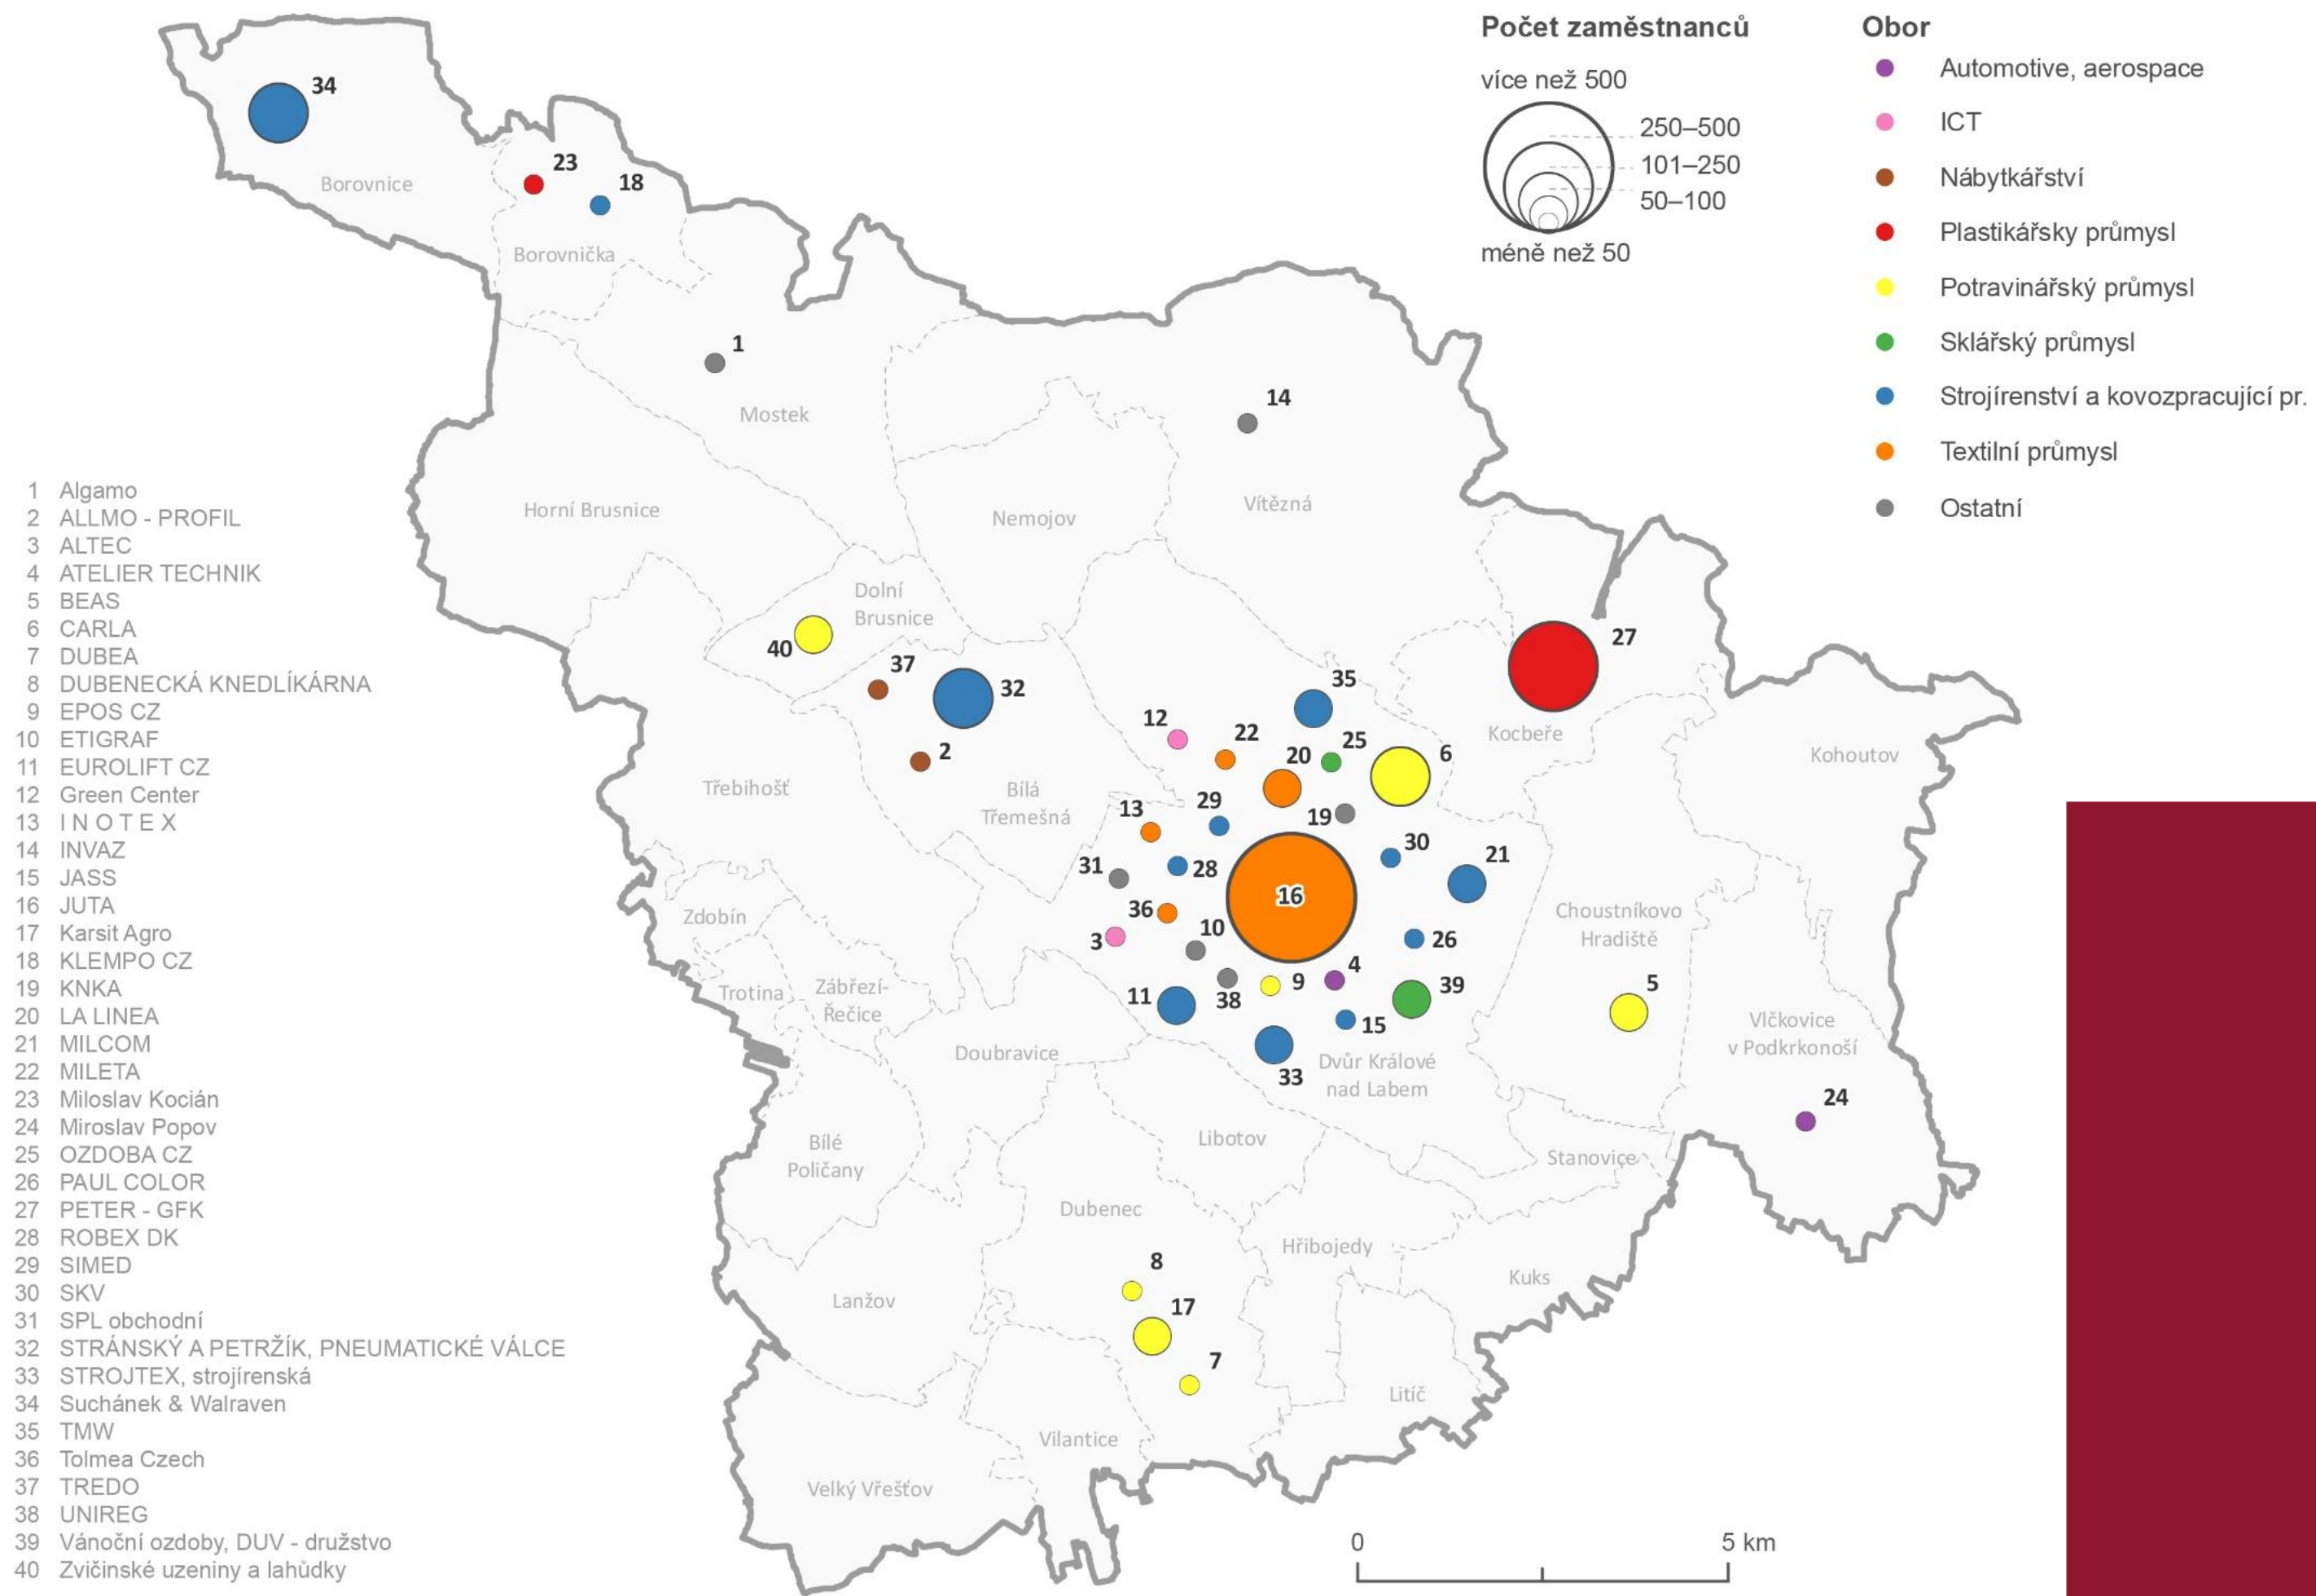 Počet zaměstnanců
více než 500
250–500
101–250
50–100
méně než 50
Obor
Automotive, aerospace
ICT
Nábytkářství
Plastikářsky průmysl
Potravinářský průmysl
Sklářský průmysl
Strojírenství a kovozpracující pr.
Textilní průmysl
Ostatní
1 Algamo
2 ALLMO - PROFIL
3 ALTEC
4 ATELIER TECHNIK
5 BEAS
6 CARLA
7 DUBEA
8 DUBENECKÁ KNEDLÍKÁRNA
9 EPOS CZ
10 ETIGRAF
11 EUROLIFT CZ
12 Green Center
13 I N O T E X
14 INVAZ
15 JASS
16 JUTA
17 Karsit Agro
18 KLEMPO CZ
19 KNKA
20 LA LINEA
21 MILCOM
22 MILETA
23 Miloslav Kocián
24 Miroslav Popov
25 OZDOBA CZ
26 PAUL COLOR
27 PETER - GFK
28 ROBEX DK
29 SIMED
30 SKV
31 SPL obchodní
32 STRÁNSKÝ A PETRŽÍK, PNEUMATICKÉ VÁLCE
33 STROJTEX, strojírenská
34 Suchánek & Walraven
35 TMW
36 Tolmea Czech
37 TREDO
38 UNIREG
39 Vánoční ozdoby, DUV - družstvo
40 Zvičinské uzeniny a lahůdky
34
Borovnice
23
18
Borovnička
1
Mostek
14
Vítězná
Horní Brusnice
Nemojov
Dolní
Brusnice
40
37
32
2
Třebihošť
Bílá
Třemešná
27
Kocbeře
Kohoutov
35
12
22
20
25
6
13
29
19
30
21
31
28
16
36
3
10
26
4
9
38
39
11
15
33
Dvůr Králové
nad Labem
Choustníkovo
Hradiště
5
Vlčkovice
v Podkrkonoší
24
Zdobín
Trotina
Zábřezí-
Řečice
Doubravice
Bílé
Poličany
Libotov
Stanovice
Dubenec
Hřibojedy
Kuks
8
17
7
Lanžov
Litíč
Vilantice
Velký Vřešťov
0
5 km